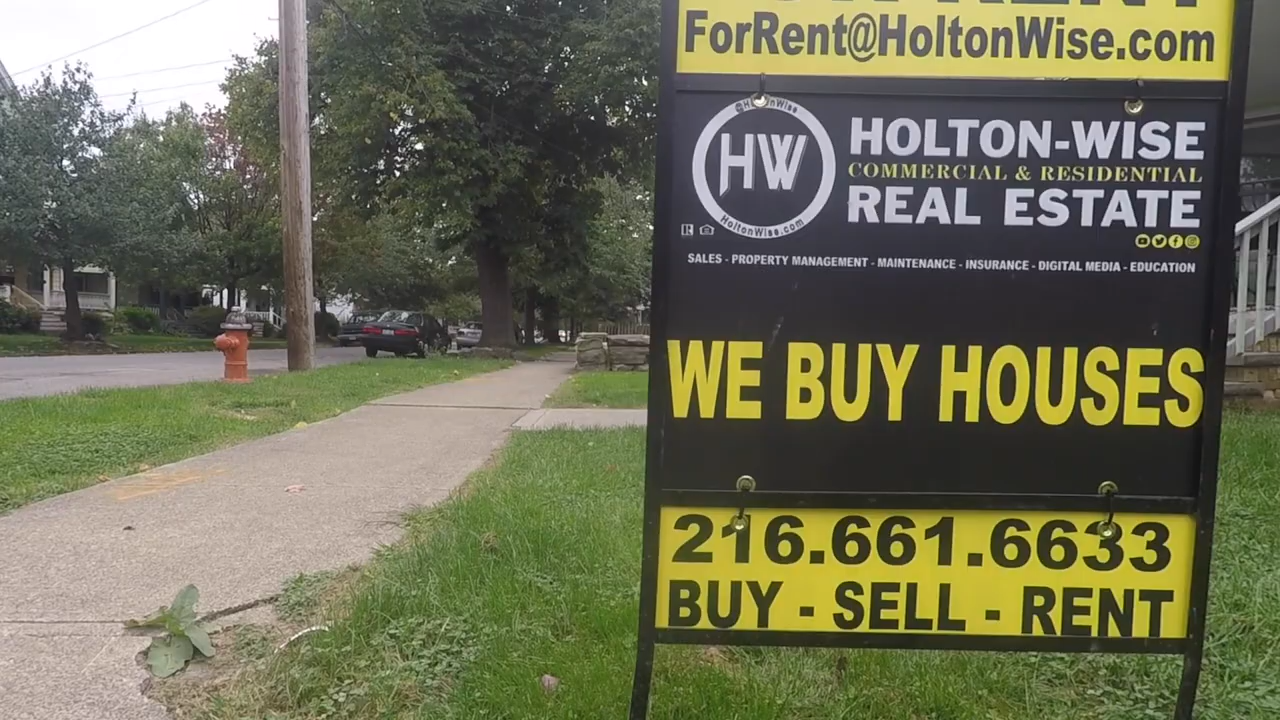 ForRent@HoltonWise.com
@HoltonWise
HW
HoltonWise.com
HOLTON-WISE
COMMERCIAL & RESIDENTIAL
REAL ESTATE
SALES - PROPERTY MANAGEMENT - MAINTENANCE - INSURANCE - DIGITAL MEDIA - EDUCATION
WE BUY HOUSES
216.661.6633
BUY - SELL - RENT